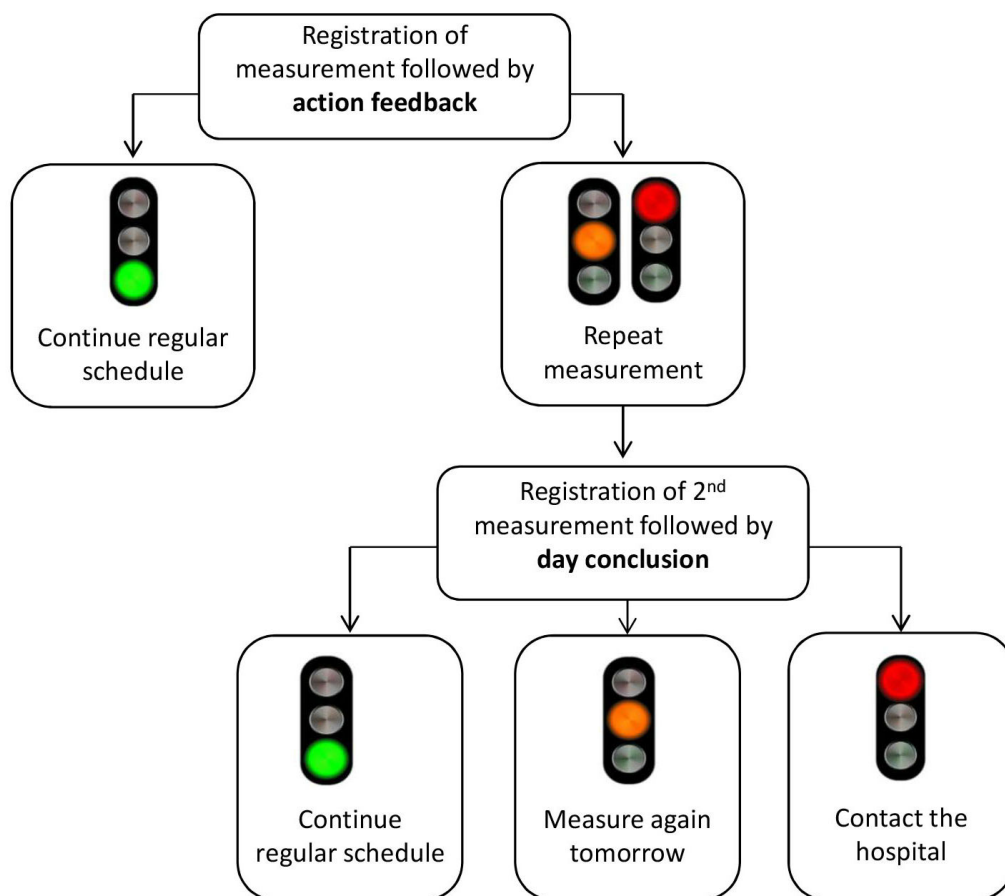 Registration of
measurement followed by
action feedback
Continue regular
schedule
Repeat
measurement
Registration of 2nd
measurement followed by
day conclusion
Continue
regular schedule
Measure again
tomorrow
Contact the
hospital